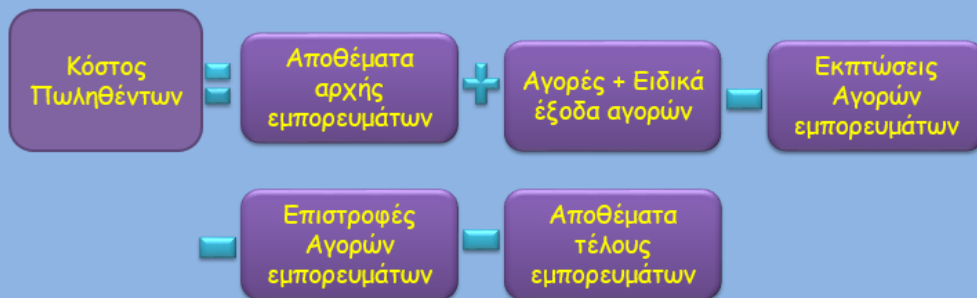 Κόστος
Πωληθέντων
=
Αποθέματα
αρχής
εμπορευμάτων
+
Αγορές + Ειδικά
έξοδα αγορών
-
Εκπτώσεις
Αγορών
εμπορευμάτων
-
Επιστροφές
Αγορών
εμπορευμάτων
-
Αποθέματα
τέλους
εμπορευμάτων